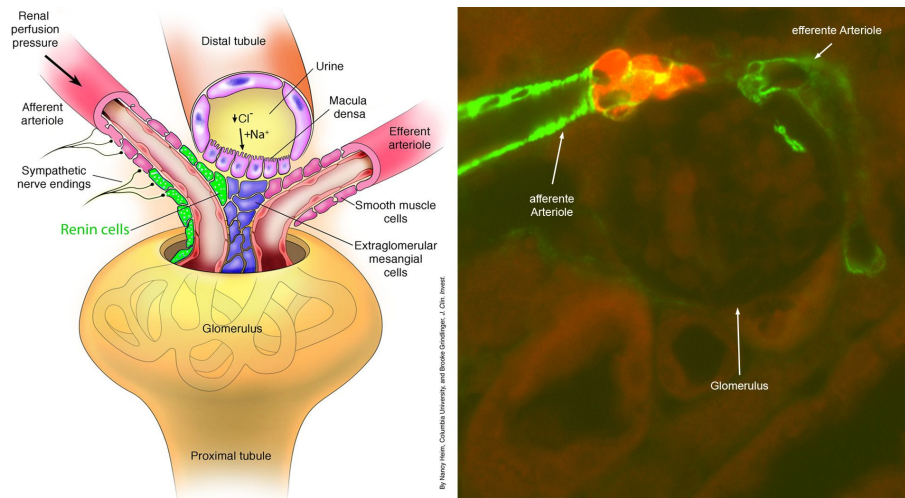 Renal
perfusion
pressure
Distal tubule
Urine
Afferent
arteriole
Macula
densa
↓Cl⁻
+Na⁺
Efferent
arteriole
Sympathetic
nerve endings
Smooth muscle
cells
Renin cells
Extraglomerular
mesangial
cells
Glomerulus
Proximal tubule
By Nancy Heim, Columbia University, and Brooke Grindlinger, J. Clin. Invest.
efferente Arteriole
afferente
Arteriole
Glomerulus